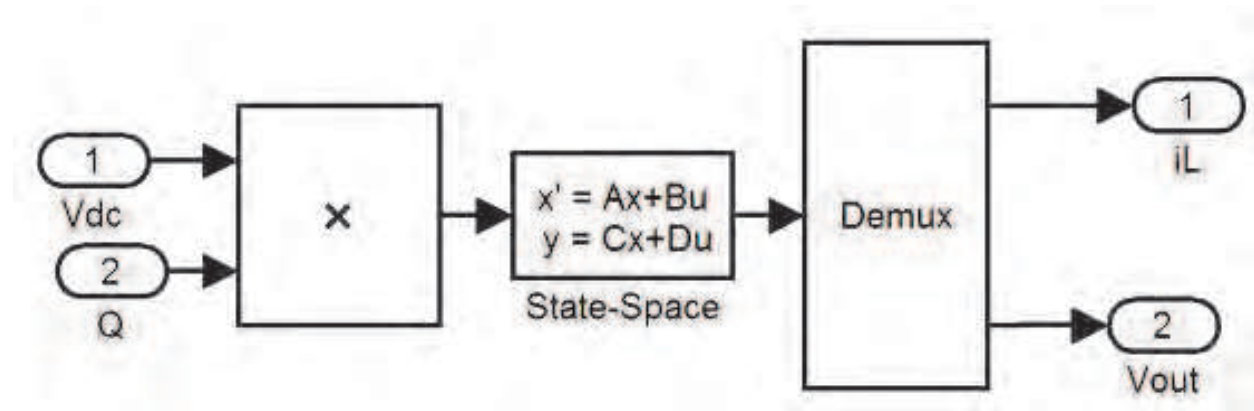 1
Vdc
2
Q
×
x' = Ax+Bu
y = Cx+Du
State-Space
Demux
1
iL
2
Vout